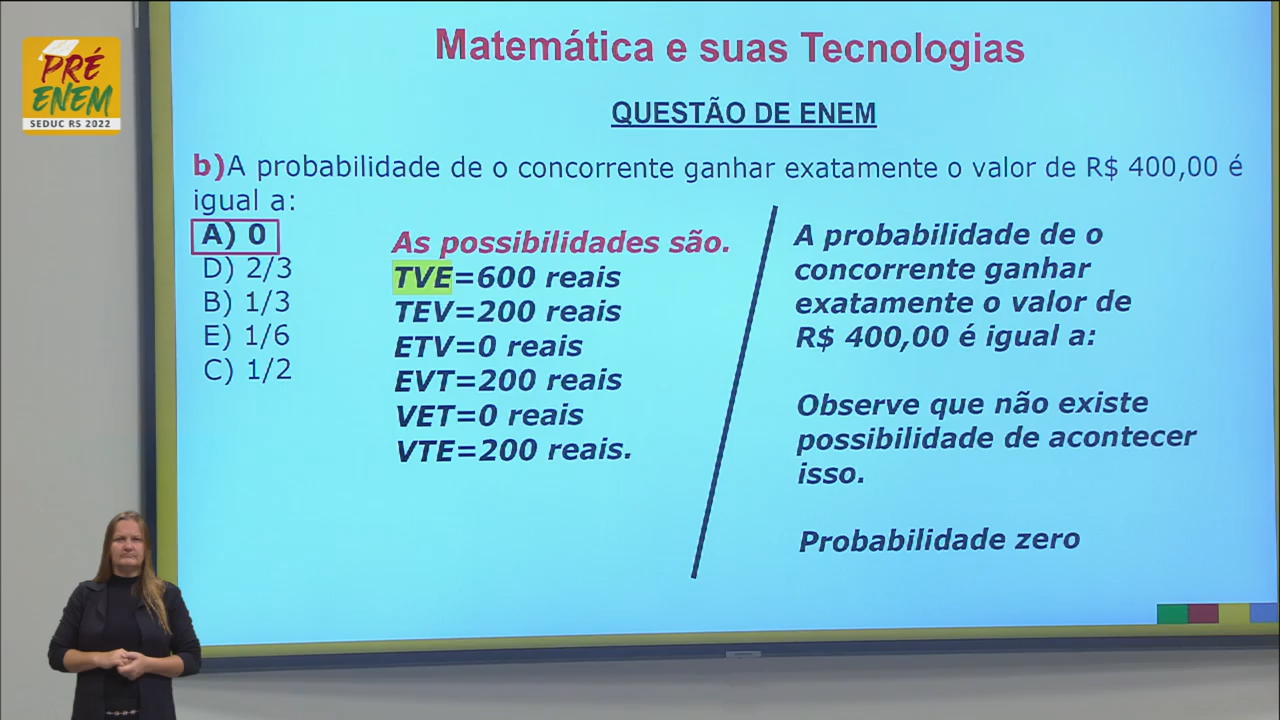 PRÉ
ENEM
SEDUC RS 2022
Matemática e suas Tecnologias
QUESTÃO DE ENEM
b)A probabilidade de o concorrente ganhar exatamente o valor de R$ 400,00 é
igual a:
A) 0
D) 2/3
B) 1/3
E) 1/6
C) 1/2
As possibilidades são.
TVE=600 reais
TEV=200 reais
ETV=0 reais
EVT=200 reais
VET=0 reais
VTE=200 reais.
A probabilidade de o
concorrente ganhar
exatamente o valor de
R$ 400,00 é igual a:
Observe que não existe
possibilidade de acontecer
isso.
Probabilidade zero